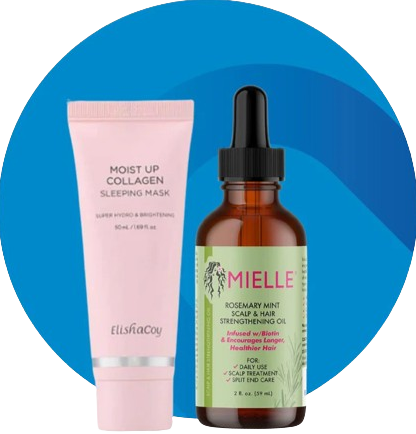 MOIST UP
COLLAGEN
SLEEPING MASK
SUPER HYDRO & BRIGHTENING
50 mL / 1.69 fl. oz.
ElishaCoy
MIELLE
ROSEMARY MINT
SCALP & HAIR
STRENGTHENING OIL
Infused w/Biotin
& Encourages Longer,
Healthier Hair
FOR:
✓ DAILY USE
✓ SCALP TREATMENT
✓ SPLIT END CARE
2 fl. oz. (59 ml)